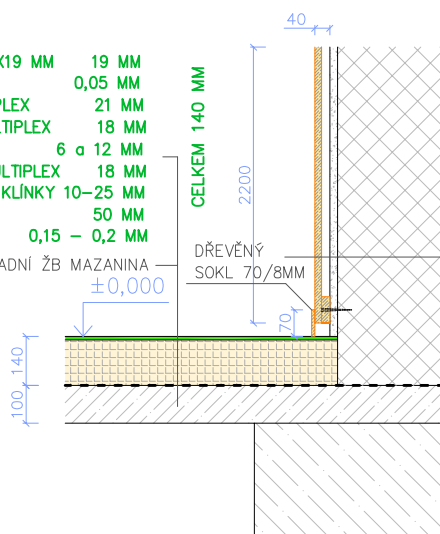 40
X19 MM 19 MM
0,05 MM
PLEX 21 MM
LTIPLEX 18 MM
6 a 12 MM
ULTIPLEX 18 MM
KLÍNKY 10-25 MM
50 MM
0,15 - 0,2 MM
CELKEM 140 MM
2200
DŘEVĚNÝ
SOKL 70/8MM
ADNÍ ŽB MAZANINA
±0,000
70
140
100